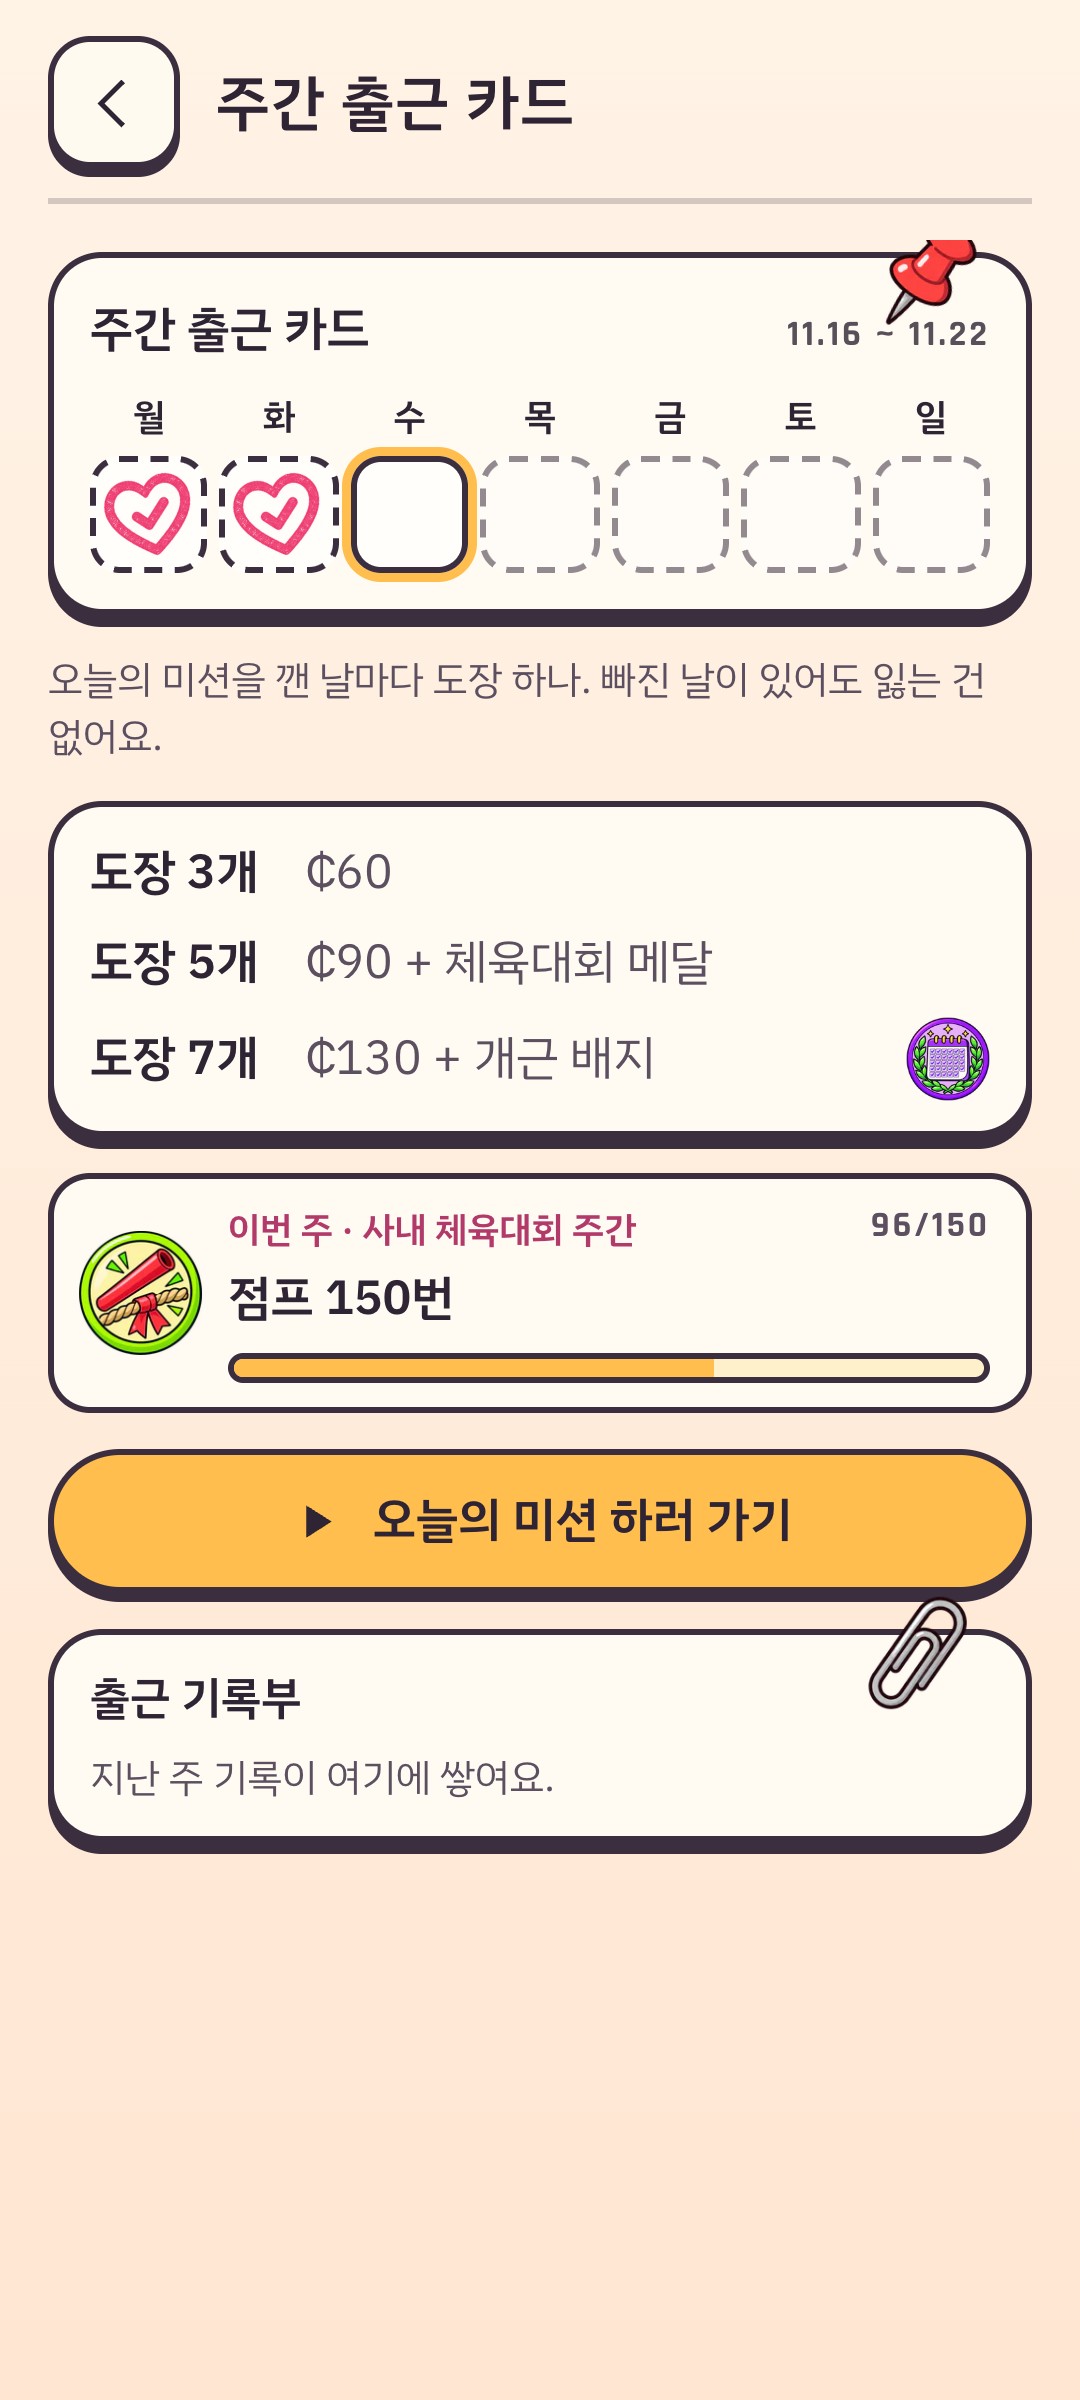 주간 출근 카드
주간 출근 카드
11.16 ~ 11.22
월 화 수 목 금 토 일
오늘의 미션을 깬 날마다 도장 하나. 빠진 날이 있어도 잃는 건
없어요.
도장 3개 ₵60
도장 5개 ₵90 + 체육대회 메달
도장 7개 ₵130 + 개근 배지
이번 주 · 사내 체육대회 주간
96/150
점프 150번
오늘의 미션 하러 가기
출근 기록부
지난 주 기록이 여기에 쌓여요.